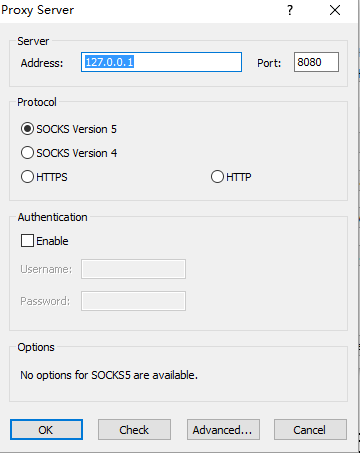 Proxy Server
?
Server
Address: 127.0.0.1 Port: 8080
Protocol
SOCKS Version 5
SOCKS Version 4
HTTPS HTTP
Authentication
Enable
Username:
Password:
Options
No options for SOCKS5 are available.
OK Check Advanced... Cancel